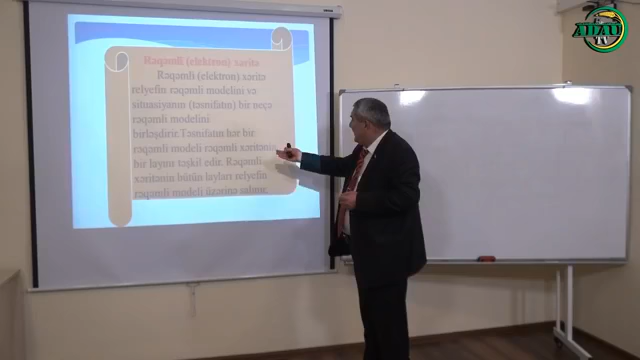 ADAU
TV
Rəqəmli (elektron) xəritə
Rəqəmli (elektron) xəritə
relyefin rəqəmli modelini və
situasiyanın (təsnifatın) bir neçə
rəqəmli modelini
birləşdirir.Təsnifatın hər bir
rəqəmli modeli rəqəmli xəritənin
bir layını təşkil edir. Rəqəmli
xəritənin bütün layları relyefin
rəqəmli modeli üzərinə salınır.